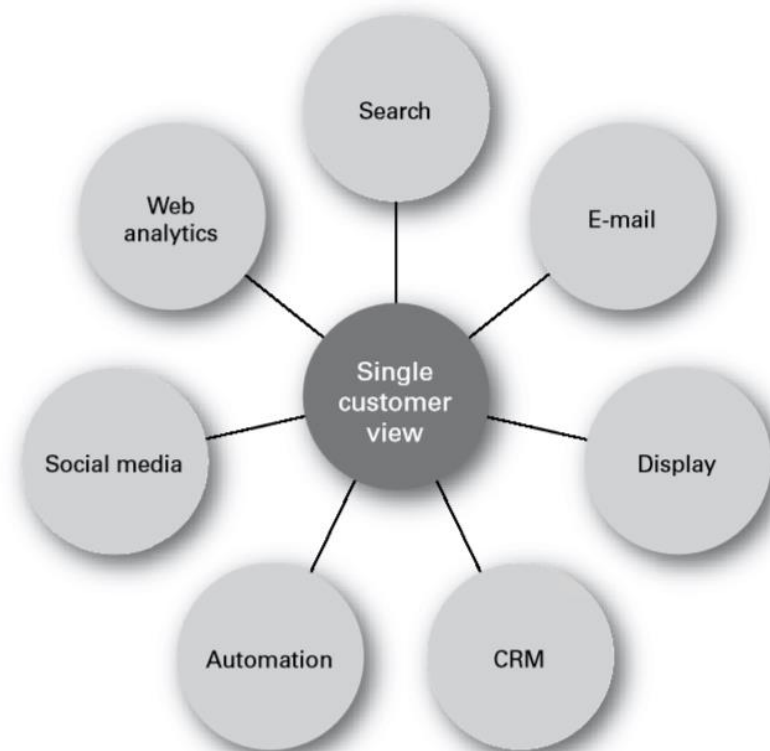 Search
E-mail
Display
CRM
Automation
Social media
Web
analytics
Single
customer
view